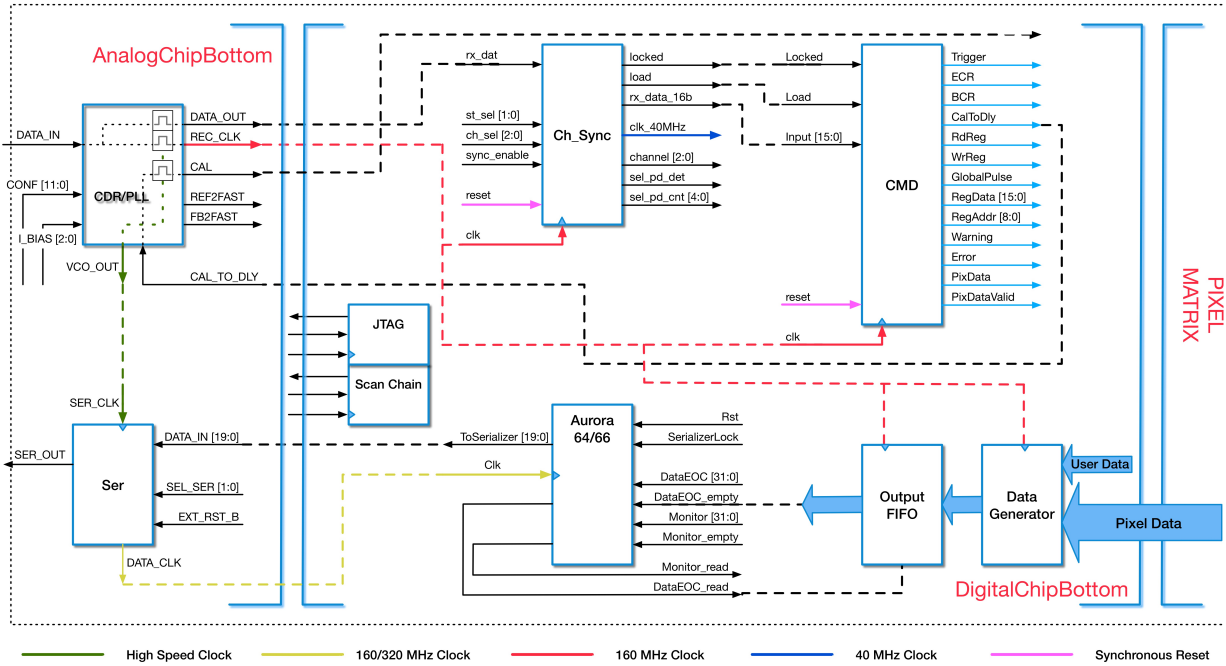 AnalogChipBottom
DATA_IN
DATA_OUT
REC_CLK
CAL
CONF [11:0]
CDR/PLL
REF2FAST
FB2FAST
I_BIAS [2:0]
VCO_OUT
CAL_TO_DLY
rx_dat
st_sel [1:0]
ch_sel [2:0]
sync_enable
reset
clk
Ch_Sync
locked
load
rx_data_16b
clk_40MHz
channel [2:0]
sel_pd_det
sel_pd_cnt [4:0]
Locked
Load
Input [15:0]
reset
clk
CMD
Trigger
ECR
BCR
CalToDly
RdReg
WrReg
GlobalPulse
RegData [15:0]
RegAddr [8:0]
Warning
Error
PixData
PixDataValid
PIXEL
MATRIX
JTAG
Scan Chain
SER_CLK
SER_OUT
Ser
DATA_IN [19:0]
SEL_SER [1:0]
EXT_RST_B
DATA_CLK
ToSerializer [19:0]
Clk
Aurora
64/66
Rst
SerializerLock
DataEOC [31:0]
DataEOC_empty
Monitor [31:0]
Monitor_empty
Monitor_read
DataEOC_read
Output
FIFO
Data
Generator
User Data
Pixel Data
DigitalChipBottom
High Speed Clock
160/320 MHz Clock
160 MHz Clock
40 MHz Clock
Synchronous Reset